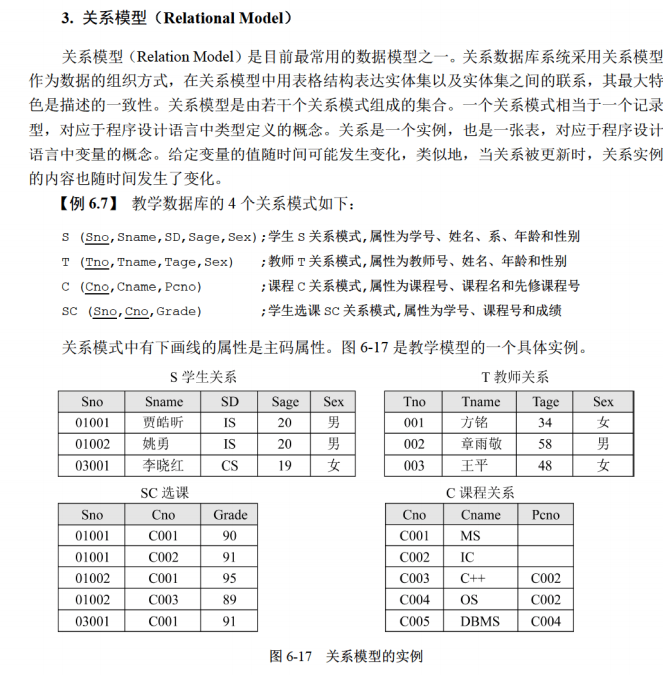 3. 关系模型（Relational Model）
关系模型（Relation Model）是目前最常用的数据模型之一。关系数据库系统采用关系模型
作为数据的组织方式，在关系模型中用表格结构表达实体集以及实体集之间的联系，其最大特
色是描述的一致性。关系模型是由若干个关系模式组成的集合。一个关系模式相当于一个记录
型，对应于程序设计语言中类型定义的概念。关系是一个实例，也是一张表，对应于程序设计
语言中变量的概念。给定变量的值随时间可能发生变化，类似地，当关系被更新时，关系实例
的内容也随时间发生了变化。
【例 6.7】 教学数据库的 4 个关系模式如下：
S (Sno,Sname,SD,Sage,Sex);学生 S 关系模式,属性为学号、姓名、系、年龄和性别
T (Tno,Tname,Tage,Sex) ;教师 T 关系模式,属性为教师号、姓名、年龄和性别
C (Cno,Cname,Pcno) ;课程 C 关系模式,属性为课程号、课程名和先修课程号
SC (Sno,Cno,Grade) ;学生选课 SC 关系模式,属性为学号、课程号和成绩
关系模式中有下画线的属性是主码属性。图 6-17 是教学模型的一个具体实例。
S 学生关系
Sno Sname SD Sage Sex
01001 贾皓昕 IS 20 男
01002 姚勇 IS 20 男
03001 李晓红 CS 19 女
T 教师关系
Tno Tname Tage Sex
001 方铭 34 女
002 章雨敬 58 男
003 王平 48 女
SC 选课
Sno Cno Grade
01001 C001 90
01001 C002 91
01002 C001 95
01002 C003 89
03001 C001 91
C 课程关系
Cno Cname Pcno
C001 MS
C002 IC
C003 C++ C002
C004 OS C002
C005 DBMS C004
图 6-17 关系模型的实例